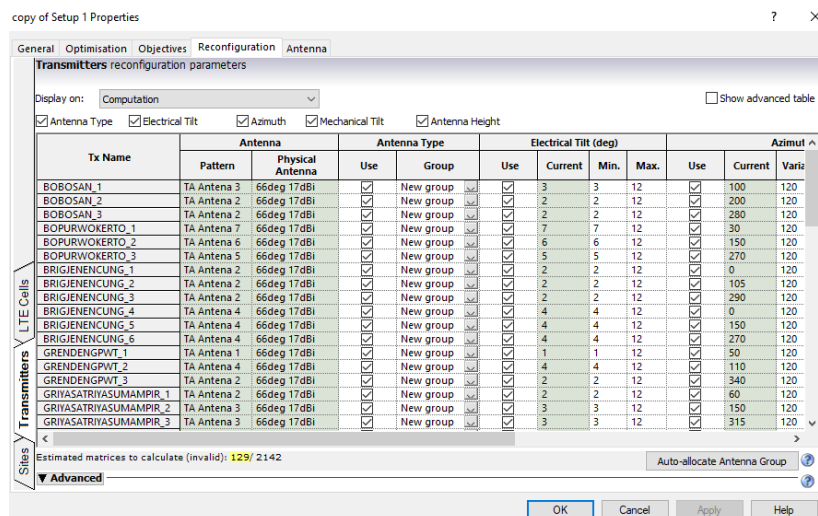 copy of Setup 1 Properties ?
General Optimisation Objectives Reconfiguration Antenna
Transmitters reconfiguration parameters
Display on: Computation Show advanced table
Antenna Type Electrical Tilt Azimuth Mechanical Tilt Antenna Height
Tx Name Antenna Antenna Type Electrical Tilt (deg) Azimut
Pattern Physical Antenna Use Group Use Current Min. Max. Use Current Varia
BOBOSAN_1 TA Antena 3 66deg 17dBi New group 3 3 12 100 120
BOBOSAN_2 TA Antena 2 66deg 17dBi New group 2 2 12 200 120
BOBOSAN_3 TA Antena 2 66deg 17dBi New group 2 2 12 280 120
BOPURWOKERTO_1 TA Antena 7 66deg 17dBi New group 7 7 12 30 120
BOPURWOKERTO_2 TA Antena 6 66deg 17dBi New group 6 6 12 150 120
BOPURWOKERTO_3 TA Antena 5 66deg 17dBi New group 5 5 12 270 120
BRIGJENENCUNG_1 TA Antena 2 66deg 17dBi New group 2 2 12 0 120
BRIGJENENCUNG_2 TA Antena 2 66deg 17dBi New group 2 2 12 105 120
BRIGJENENCUNG_3 TA Antena 2 66deg 17dBi New group 2 2 12 290 120
BRIGJENENCUNG_4 TA Antena 4 66deg 17dBi New group 4 4 12 0 120
BRIGJENENCUNG_5 TA Antena 4 66deg 17dBi New group 4 4 12 150 120
BRIGJENENCUNG_6 TA Antena 4 66deg 17dBi New group 4 4 12 270 120
GRENDENGPWT_1 TA Antena 1 66deg 17dBi New group 1 1 12 50 120
GRENDENGPWT_2 TA Antena 4 66deg 17dBi New group 4 4 12 110 120
GRENDENGPWT_3 TA Antena 2 66deg 17dBi New group 2 2 12 340 120
GRIYASATRIYASUMAMPIR_1 TA Antena 2 66deg 17dBi New group 2 2 12 60 120
GRIYASATRIYASUMAMPIR_2 TA Antena 3 66deg 17dBi New group 3 3 12 150 120
GRIYASATRIYASUMAMPIR_3 TA Antena 3 66deg 17dBi New group 3 3 12 315 120
LTE Cells
Transmitters
Sites
Estimated matrices to calculate (invalid): 129/ 2142 Auto-allocate Antenna Group ?
Advanced ?
OK Cancel Apply Help